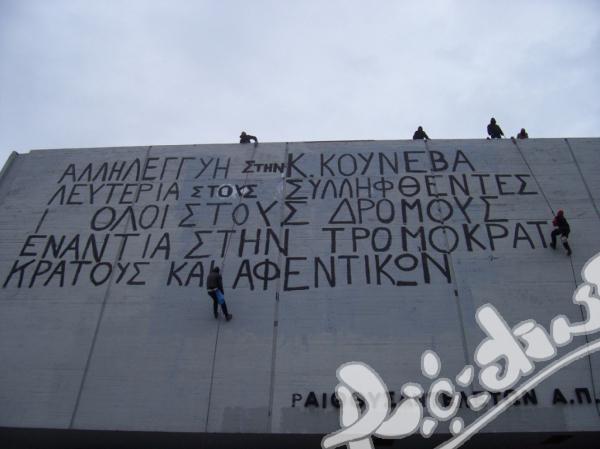 ΑΛΛΗΛΕΓΓΥΗ ΣΤΗΝ Κ.ΚΟΥΝΕΒΑ
ΛΕΥΤΕΡΙΑ ΣΤΟΥΣ ΣΥΛΛΗΦΘΕΝΤΕΣ
- ΟΛΟΙ ΣΤΟΥΣ ΔΡΟΜΟΥΣ
ΕΝΑΝΤΙΑ ΣΤΗΝ ΤΡΟΜΟΚΡΑΤ
ΚΡΑΤΟΥΣ ΚΑΙ ΑΦΕΝΤΙΚΩΝ
Α.Π.